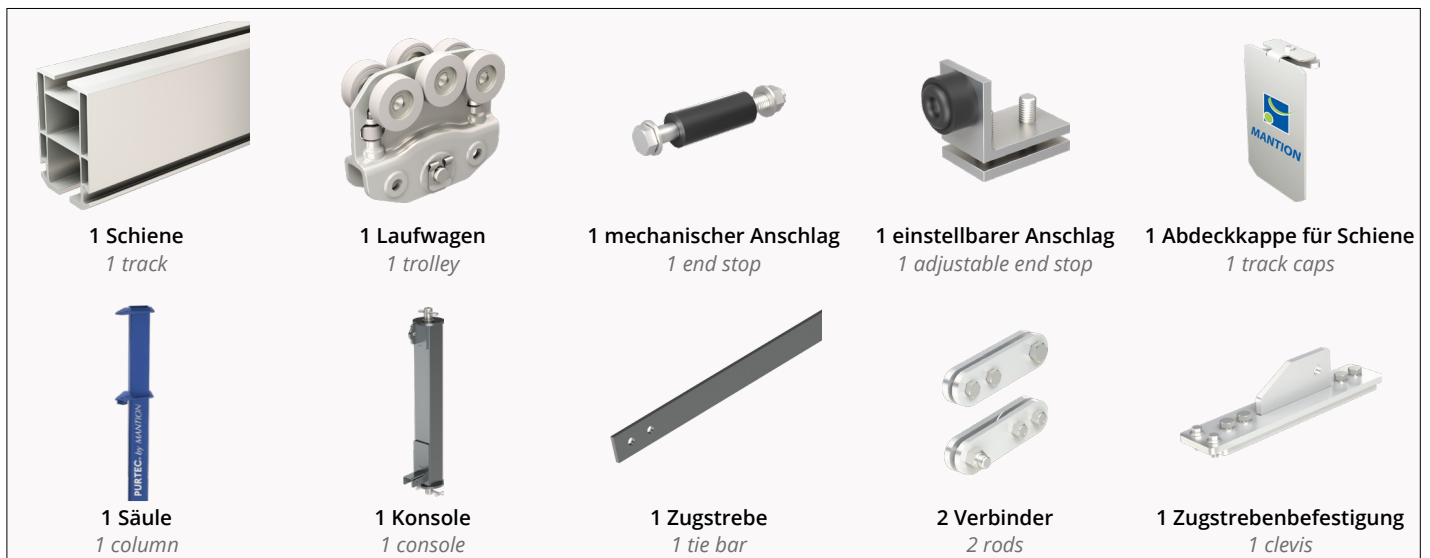 MANTION
1 Schiene
1 track
1 Laufwagen
1 trolley
1 mechanischer Anschlag
1 end stop
1 einstellbarer Anschlag
1 adjustable end stop
1 Abdeckkappe für Schiene
1 track caps
PURTEC® by MANTION
1 Säule
1 column
1 Konsole
1 console
1 Zugstrebe
1 tie bar
2 Verbinder
2 rods
1 Zugstrebenbefestigung
1 clevis